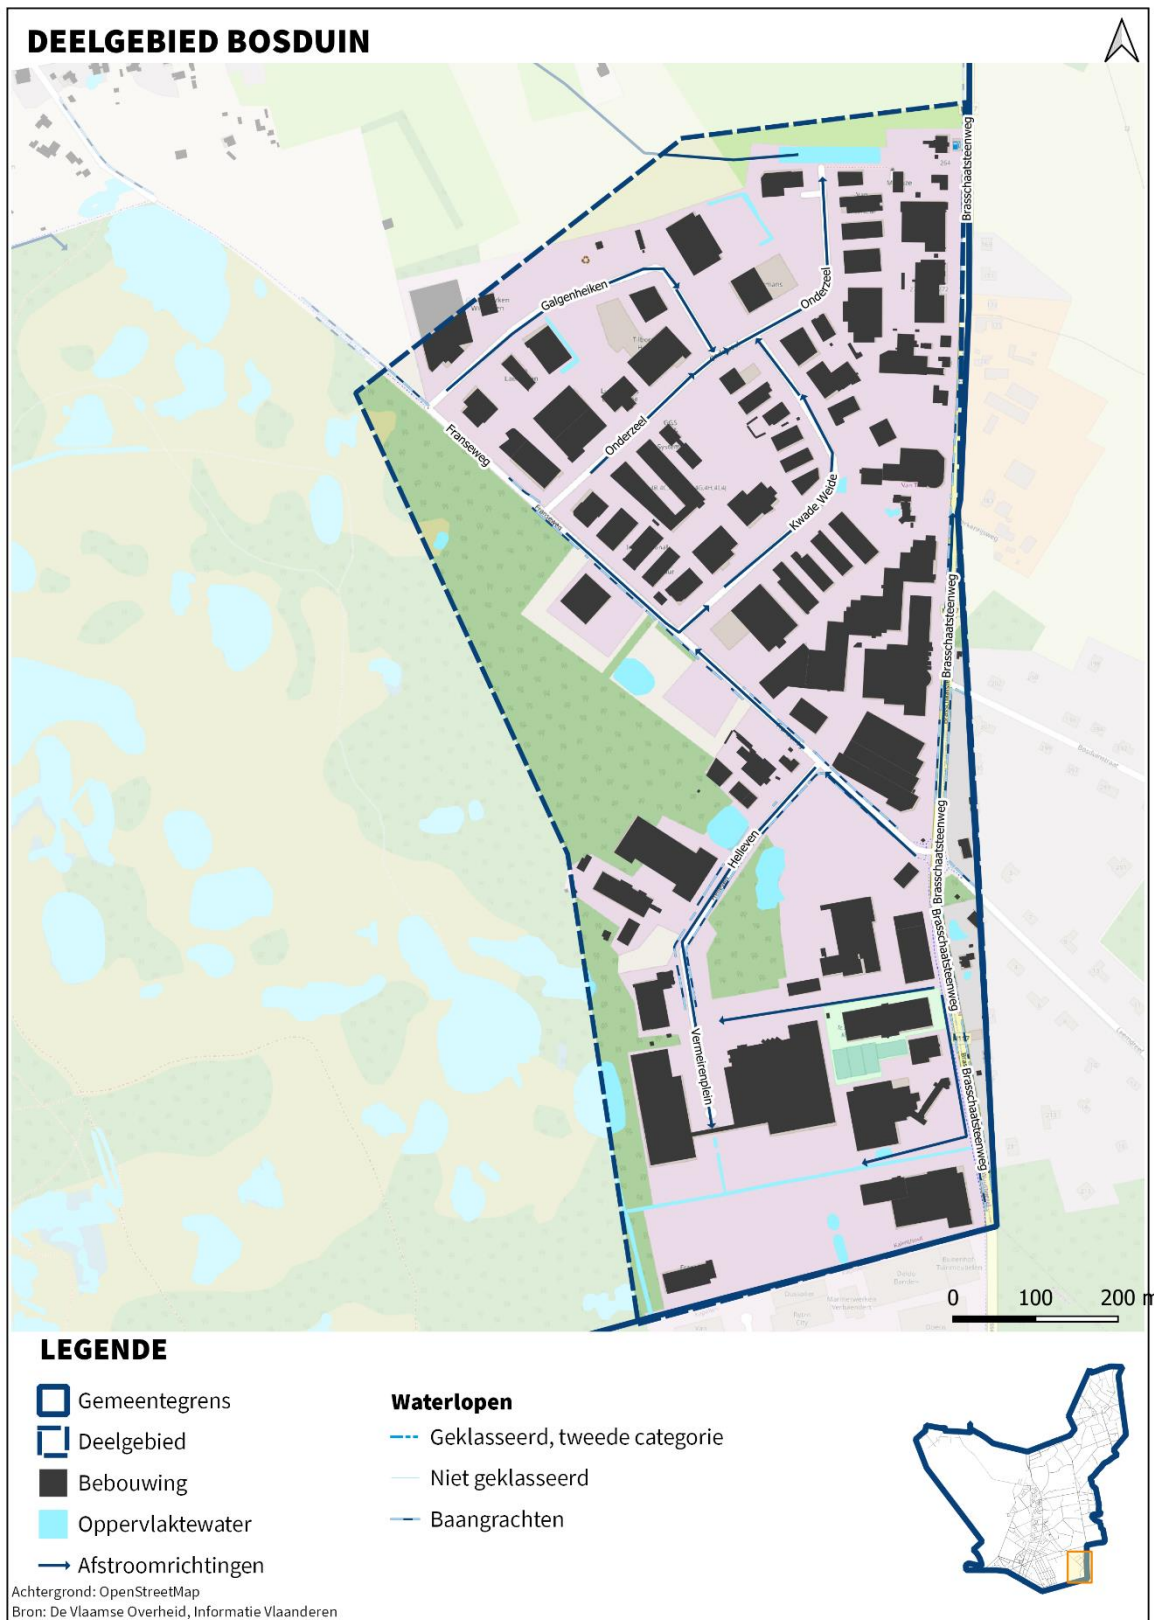 DEELGEBIED BOSDUIN
Brasschaatsteenweg
Galgenheiken
Onderzeel
Franseweg
Onderzeel
Kwade Weide
Brasschaatsteenweg
Helleven
Brasschaatsteenweg
Brasschaatsteenweg
Vermeirenplein
Brasschaatsteenweg
0 100 200 m
LEGENDE
Gemeentegrens
Deelgebied
Bebouwing
Oppervlaktewater
Afstroomrichtingen
Waterlopen
Geklasseerd, tweede categorie
Niet geklasseerd
Baangrachten
Achtergrond: OpenStreetMap
Bron: De Vlaamse Overheid, Informatie Vlaanderen